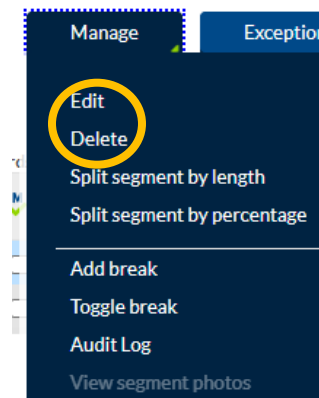 Manage Exceptio
Edit
Delete
Split segment by length
Split segment by percentage
Add break
Toggle break
Audit Log
View segment photos